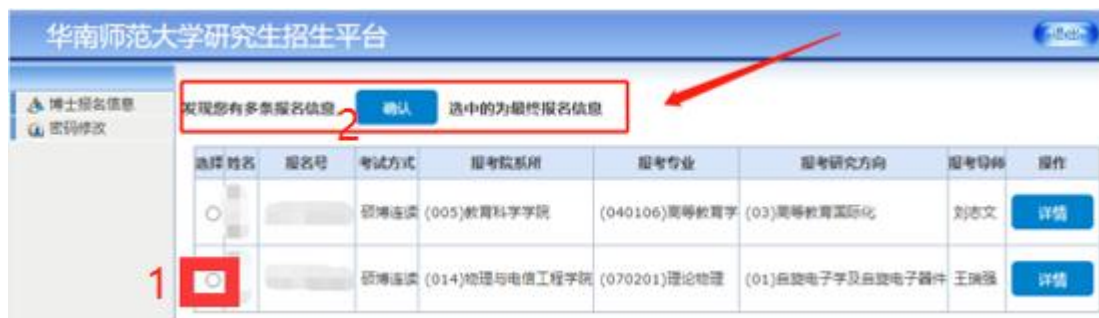 华南师范大学研究生招生平台
博士报名信息
密码修改
发现您有多条报名信息
2
确认
选中的为最终报名信息
选择 姓名 报名号 考试方式 报考院系所 报考专业 报考研究方向 报考导师 操作
硕博连读 (005)教育科学学院 (040106)高等教育学 (03)高等教育国际化 刘志文 详情
1
硕博连读 (014)物理与电信工程学院 (070201)理论物理 (01)自旋电子学及自旋电子器件 王瑞强 详情